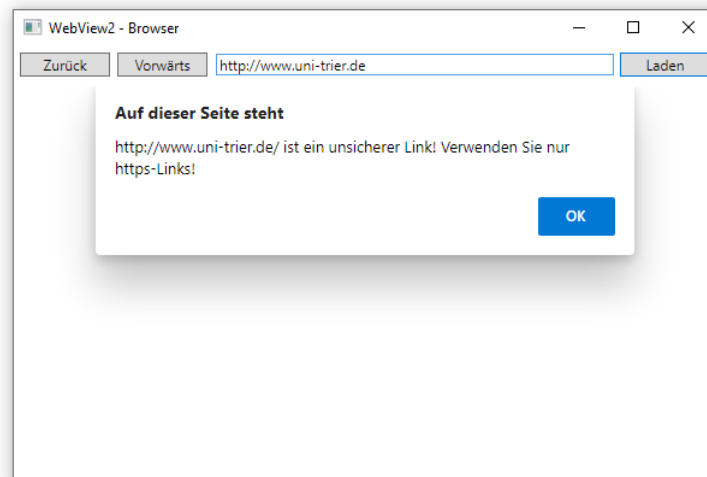 WebView2 - Browser
Zurück Vorwärts http://www.uni-trier.de Laden
Auf dieser Seite steht
http://www.uni-trier.de/ ist ein unsicherer Link! Verwenden Sie nur
https-Links!
OK